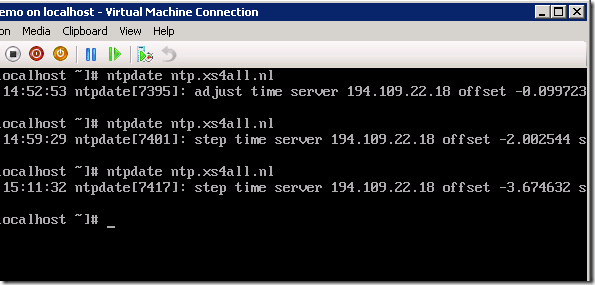 emo on localhost - Virtual Machine Connection
on Media Clipboard View Help
localhost ~]# ntpdate ntp.xs4all.nl
14:52:53 ntpdate[7395]: adjust time server 194.109.22.18 offset -0.099723
localhost ~]# ntpdate ntp.xs4all.nl
14:59:29 ntpdate[7401]: step time server 194.109.22.18 offset -2.002544 s
localhost ~]# ntpdate ntp.xs4all.nl
15:11:32 ntpdate[7417]: step time server 194.109.22.18 offset -3.674632 s
localhost ~]# _